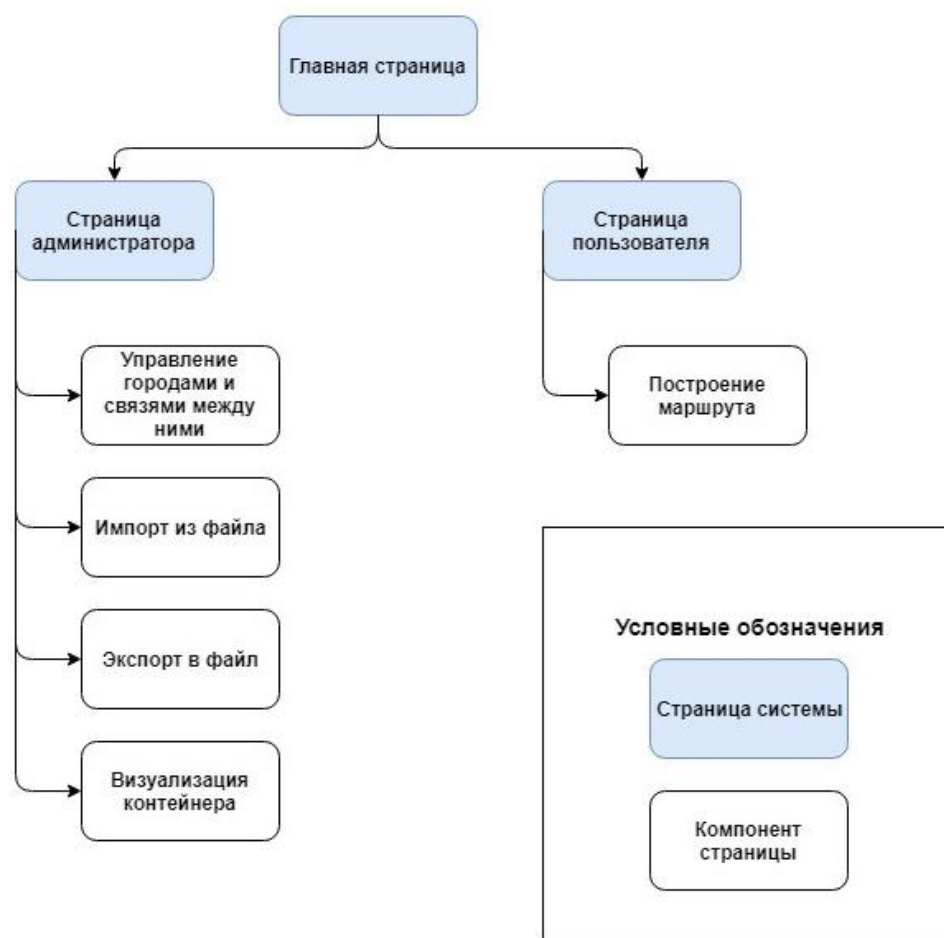 Главная страница
Страница
администратора
Страница
пользователя
Управление
городами и
связями между
ними
Построение
маршрута
Импорт из файла
Экспорт в файл
Визуализация
контейнера
Условные обозначения
Страница системы
Компонент
страницы